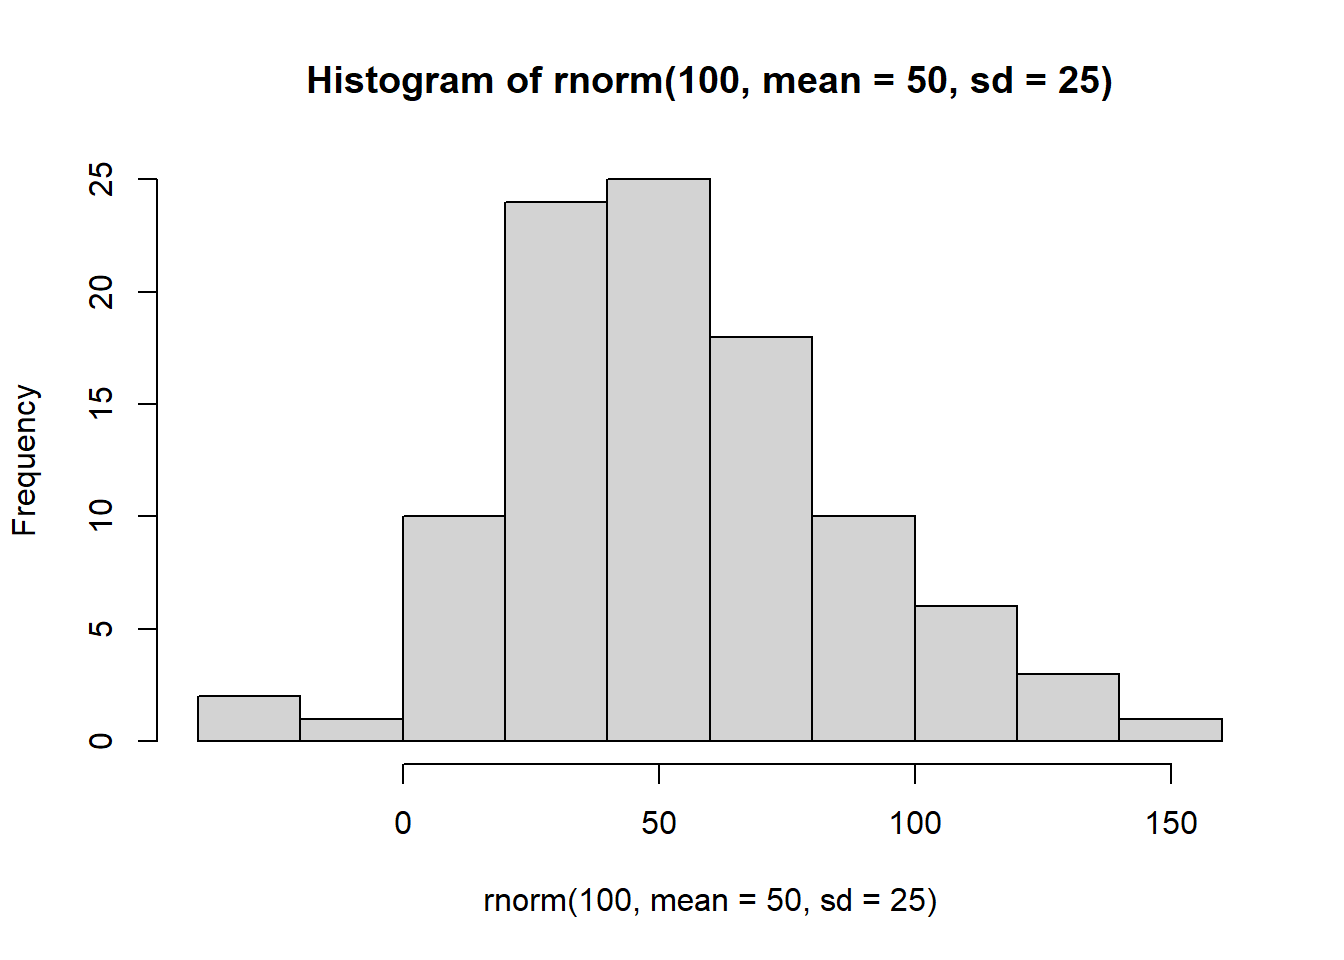 Histogram of rnorm(100, mean = 50, sd = 25)
25
20
15
10
5
0
Frequency
0 50 100 150
rnorm(100, mean = 50, sd = 25)